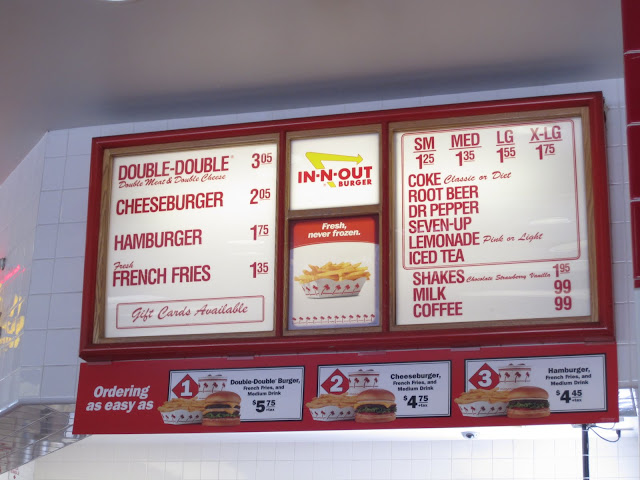 DOUBLE-DOUBLE® 3 05
Double Meat & Double Cheese
CHEESEBURGER 2 05
HAMBURGER 1 75
Fresh
FRENCH FRIES 1 35
Gift Cards Available
IN-N-OUT
BURGER
Fresh,
never frozen.
SM MED LG X-LG
1 25 1 35 1 55 1 75
COKE Classic or Diet
ROOT BEER
DR PEPPER
SEVEN-UP
LEMONADE Pink or Light
ICED TEA
SHAKES Chocolate Strawberry Vanilla 1 95
MILK 99
COFFEE 99
Ordering
as easy as
1
Double-Double® Burger,
French Fries, and
Medium Drink
$5 75
+tax
2
Cheeseburger,
French Fries, and
Medium Drink
$4 75
+tax
3
Hamburger,
French Fries, and
Medium Drink
$4 45
+tax